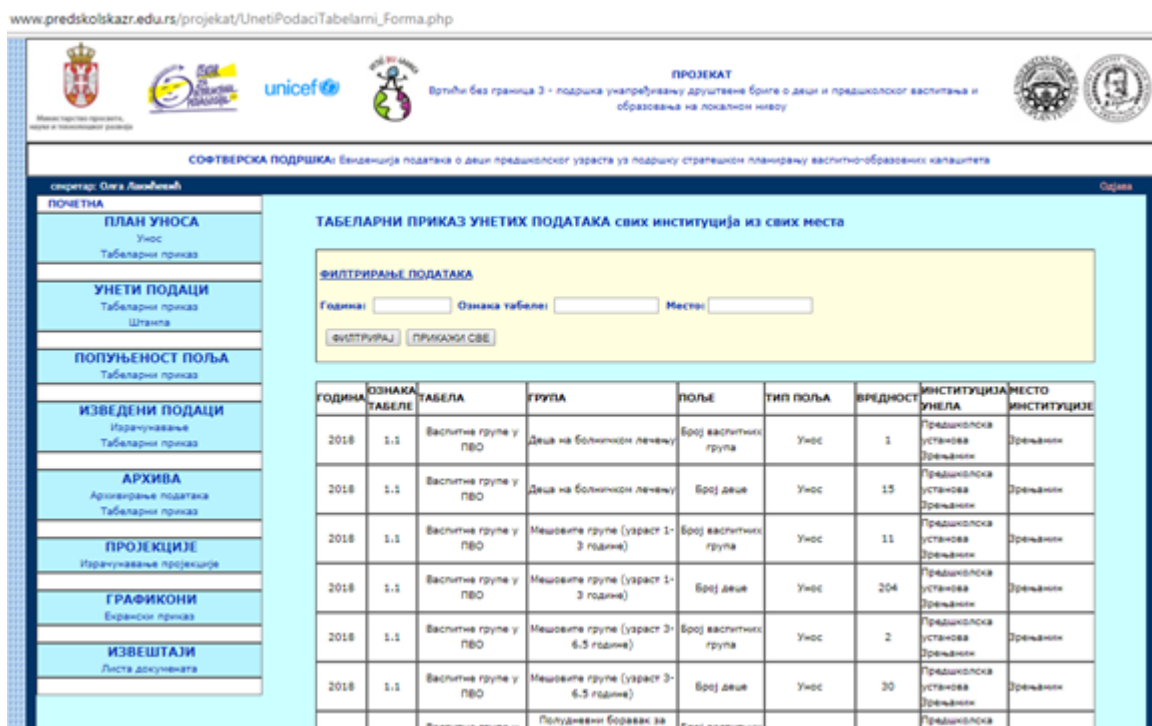 www.predskolskazr.edu.rs/projekat/UnetiPodaciTabelarni_Forma.php
unicef
ПРОЈЕКАТ
Вртићи без граница 3 - подршка унапређивању друштвене бриге о деци и предшколског васпитања и
образовања на локалном нивоу
Министарство просвете,
науке и технолошког развоја
СОФТВЕРСКА ПОДРШКА: Евиденција података о деци предшколског узраста уз подршку стратешком планирању васпитно-образовних капацитета
секретар: Олга
Одјава
ПОЧЕТНА
ПЛАН УНОСА
Унос
Табеларни приказ
УНЕТИ ПОДАЦИ
Табеларни приказ
Штампа
ПОПУЊЕНОСТ ПОЉА
Табеларни приказ
ИЗВЕДЕНИ ПОДАЦИ
Израчунавање
Табеларни приказ
АРХИВА
Архивирање података
Табеларни приказ
ПРОЈЕКЦИЈЕ
Израчунавање пројекције
ГРАФИКОНИ
Екрански приказ
ИЗВЕШТАЈИ
Листа докумената
ТАБЕЛАРНИ ПРИКАЗ УНЕТИХ ПОДАТАКА свих институција из свих места
ФИЛТРИРАЊЕ ПОДАТАКА
Година: Ознака табеле: Место:
ФИЛТРИРАЈ ПРИКАЖИ СВЕ
ГОДИНА ОЗНАКА ТАБЕЛЕ ТАБЕЛА ГРУПА ПОЉЕ ТИП ПОЉА ВРЕДНОСТ ИНСТИТУЦИЈА УНЕЛА МЕСТО ИНСТИТУЦИЈЕ
2018 1.1 Васпитне групе у ПВО Деца на болничком лечењу Број васпитних група Унос 1 Предшколска установа Зрењанин Зрењанин
2018 1.1 Васпитне групе у ПВО Деца на болничком лечењу Број деце Унос 15 Предшколска установа Зрењанин Зрењанин
2018 1.1 Васпитне групе у ПВО Мешовите групе (узраст 1-3 године) Број васпитних група Унос 11 Предшколска установа Зрењанин Зрењанин
2018 1.1 Васпитне групе у ПВО Мешовите групе (узраст 1-3 године) Број деце Унос 204 Предшколска установа Зрењанин Зрењанин
2018 1.1 Васпитне групе у ПВО Мешовите групе (узраст 3-6.5 године) Број васпитних група Унос 2 Предшколска установа Зрењанин Зрењанин
2018 1.1 Васпитне групе у ПВО Мешовите групе (узраст 3-6.5 године) Број деце Унос 30 Предшколска установа Зрењанин Зрењанин
Полудневни боравак за Предшколска